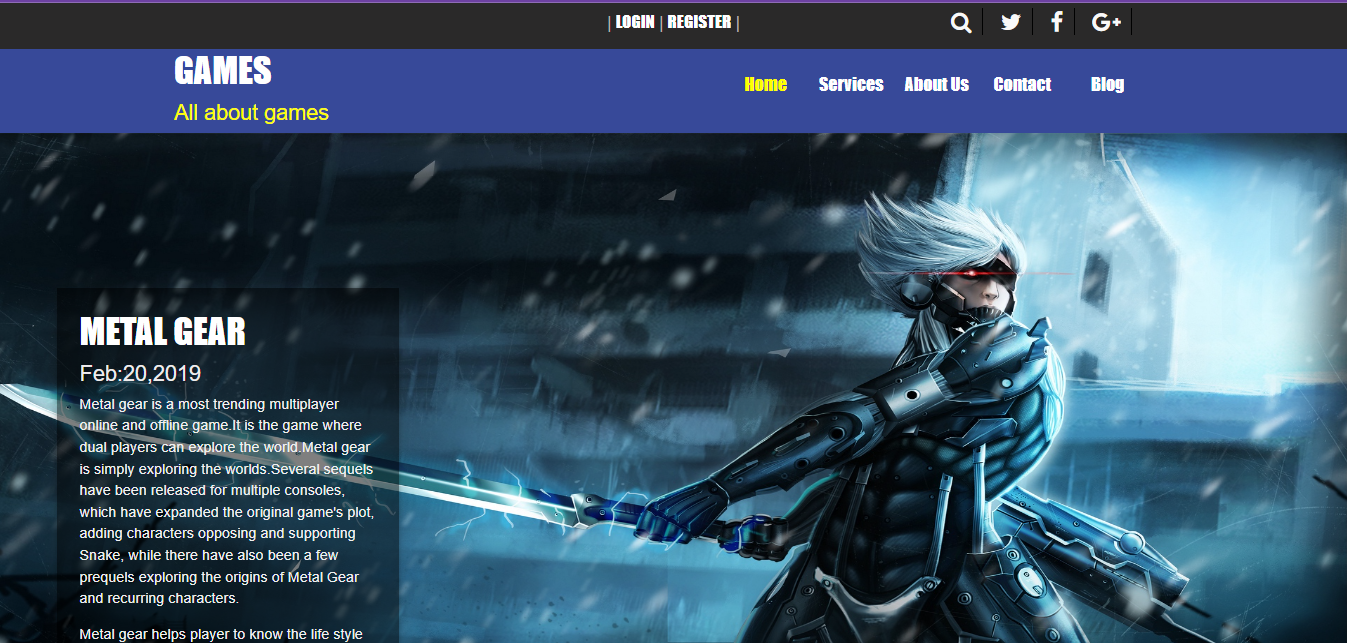 | LOGIN | REGISTER |
G+
GAMES
All about games
Home Services About Us Contact Blog
METAL GEAR
Feb:20,2019
Metal gear is a most trending multiplayer
online and offline game.It is the game where
dual players can explore the world.Metal gear
is simply exploring the worlds.Several sequels
have been released for multiple consoles,
which have expanded the original game's plot,
adding characters opposing and supporting
Snake, while there have also been a few
prequels exploring the origins of Metal Gear
and recurring characters.
Metal gear helps player to know the life style